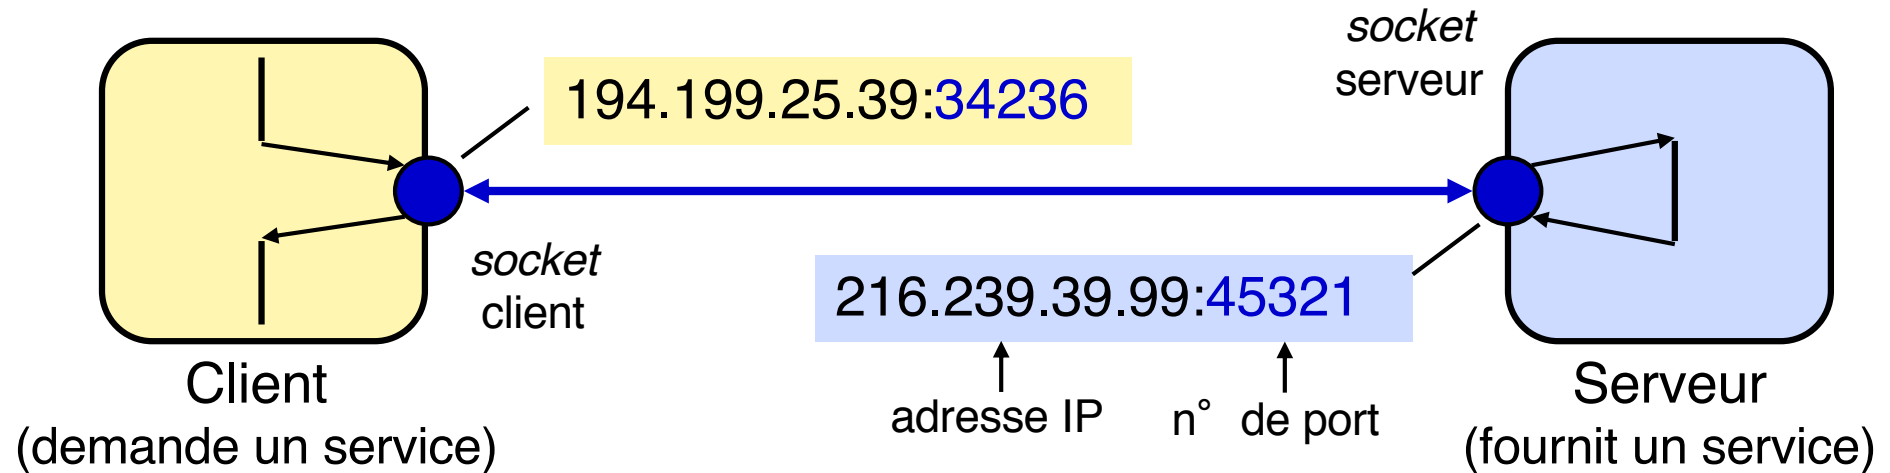 socket
serveur
194.199.25.39:34236
socket
client
216.239.39.99:45321
adresse IP
n° de port
Client
(demande un service)
Serveur
(fournit un service)